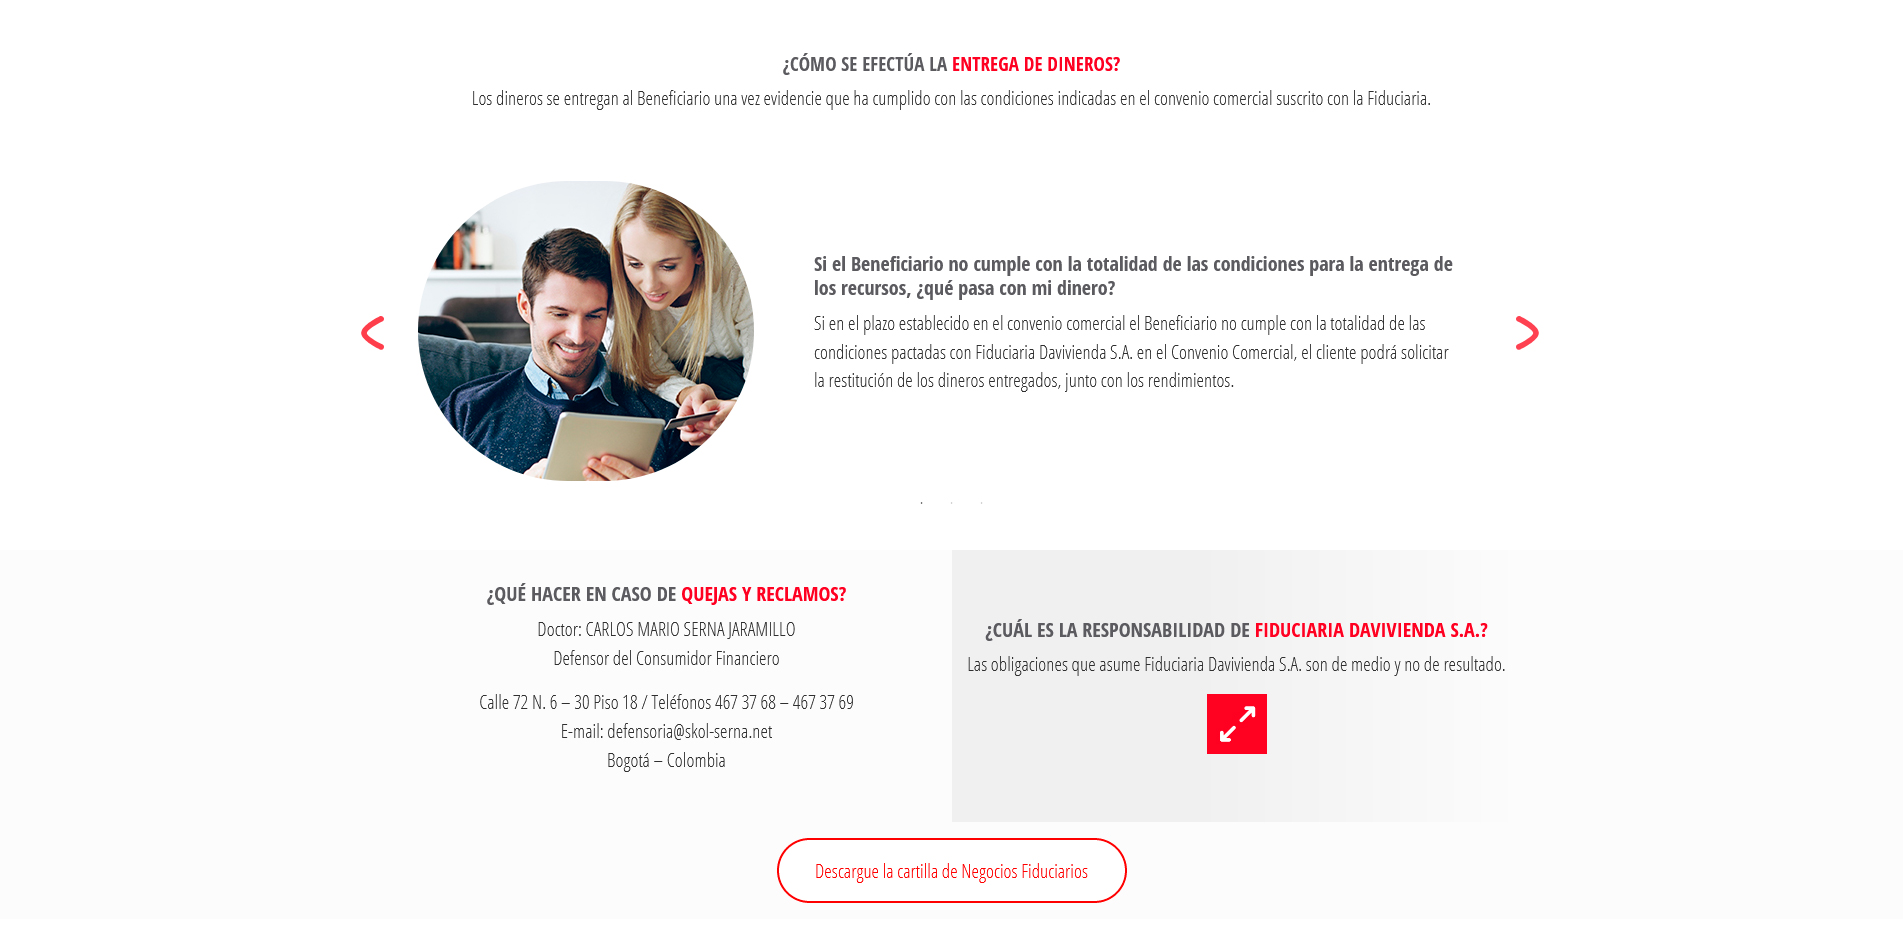 ¿CÓMO SE EFECTÚA LA ENTREGA DE DINEROS?
Los dineros se entregan al Beneficiario una vez evidencie que ha cumplido con las condiciones indicadas en el convenio comercial suscrito con la Fiduciaria.
Si el Beneficiario no cumple con la totalidad de las condiciones para la entrega de
los recursos, ¿qué pasa con mi dinero?
Si en el plazo establecido en el convenio comercial el Beneficiario no cumple con la totalidad de las
condiciones pactadas con Fiduciaria Davivienda S.A. en el Convenio Comercial, el cliente podrá solicitar
la restitución de los dineros entregados, junto con los rendimientos.
¿QUÉ HACER EN CASO DE QUEJAS Y RECLAMOS?
Doctor: CARLOS MARIO SERNA JARAMILLO
Defensor del Consumidor Financiero
Calle 72 N. 6 – 30 Piso 18 / Teléfonos 467 37 68 – 467 37 69
E-mail: defensoria@skol-serna.net
Bogotá – Colombia
¿CUÁL ES LA RESPONSABILIDAD DE FIDUCIARIA DAVIVIENDA S.A.?
Las obligaciones que asume Fiduciaria Davivienda S.A. son de medio y no de resultado.
Descargue la cartilla de Negocios Fiduciarios